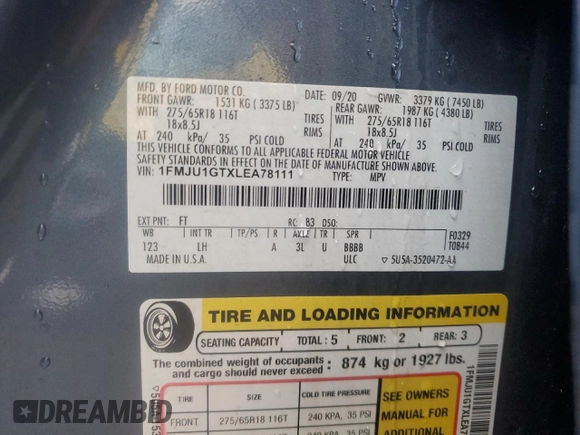 MFD. BY FORD MOTOR CO.
DATE: 09/20 GVWR: 3379 KG ( 7450 LB)
FRONT GAWR: 1531 KG ( 3375 LB) REAR GAWR: 1987 KG ( 4380 LB)
WITH 275/65R18 116T TIRES WITH 275/65R18 116T TIRES
18x8.5J RIMS 18x8.5J RIMS
AT 240 kPa/ 35 PSI COLD AT 240 kPa/ 35 PSI COLD
THIS VEHICLE CONFORMS TO ALL APPLICABLE FEDERAL MOTOR VEHICLE
SAFETY STANDARDS IN EFFECT ON THE DATE OF MANUFACTURE SHOWN ABOVE.
VIN: 1FMJU1GTXLEA78111 TYPE: MPV
EXT PNT: FT RC: B3 DSO: F0329
WB INT TR TP/PS R AXLE TR SPR T0844
123 LH A 3L U BBBB
MADE IN U.S.A. ULC ▽ 5U5A-3520472-AA
TIRE AND LOADING INFORMATION
SEATING CAPACITY TOTAL : 5 FRONT: 2 REAR: 3
The combined weight of occupants and cargo should never exceed : 874 kg or 1927 lbs.
TIRE SIZE COLD TIRE PRESSURE
FRONT 275/65R18 116T 240 KPA, 35 PSI
SEE OWNERS
MANUAL FOR
ADDITIONAL
1FMJU1GTXLEA7
DREAMBID